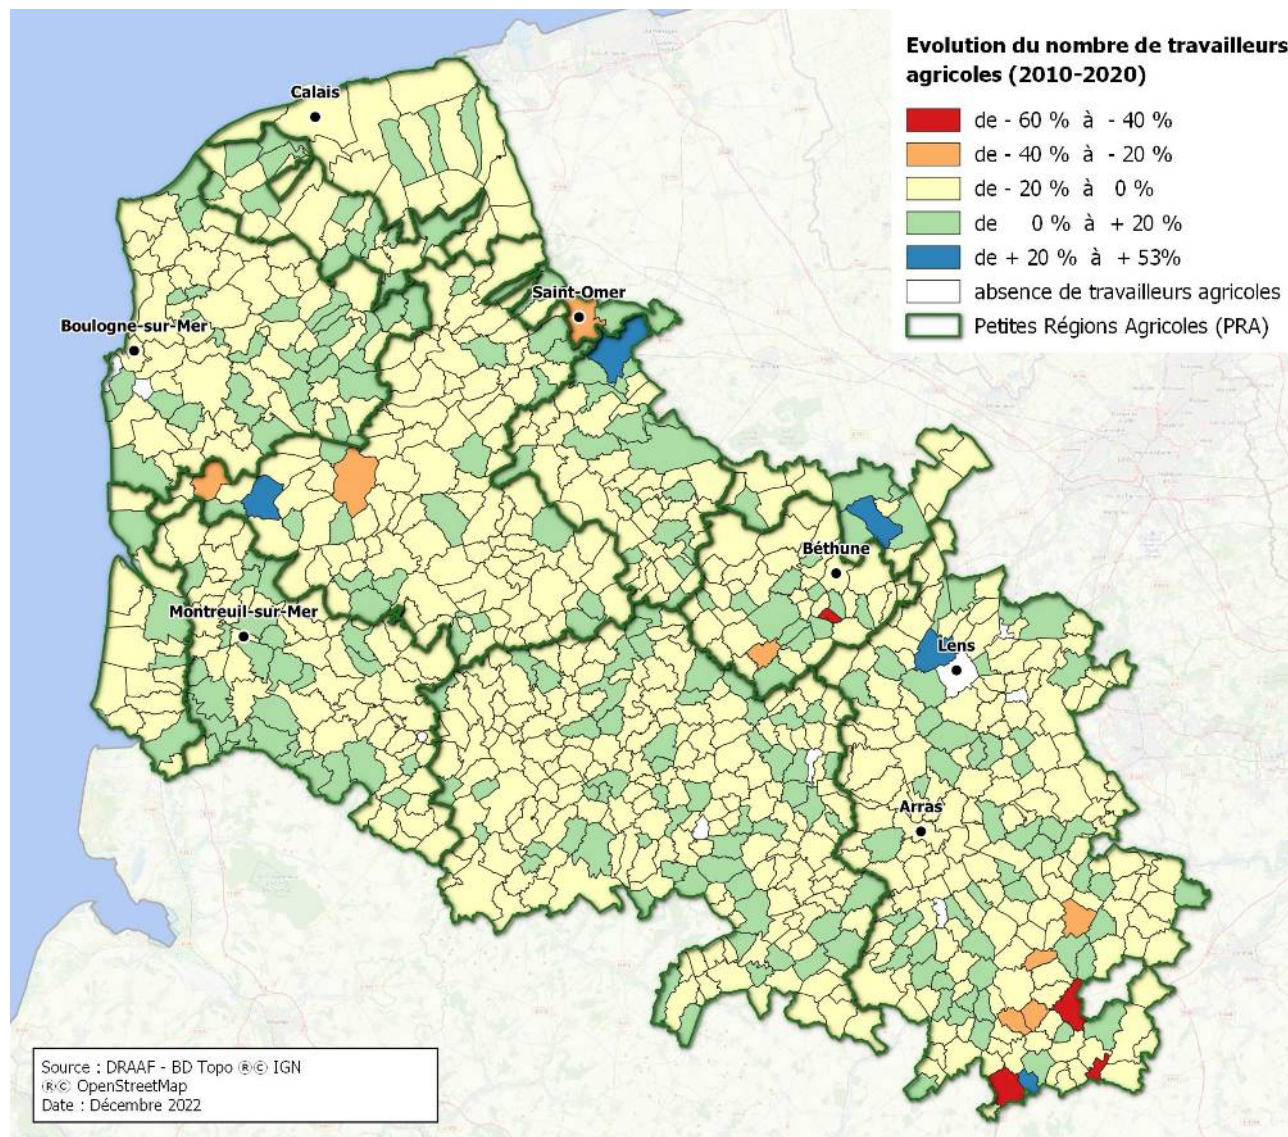 Evolution du nombre de travailleurs
agricoles (2010-2020)
de - 60 % à - 40 %
de - 40 % à - 20 %
de - 20 % à 0 %
de 0 % à + 20 %
de + 20 % à + 53%
absence de travailleurs agricoles
Petites Régions Agricoles (PRA)
Calais
Saint-Omer
Boulogne-sur-Mer
Béthune
Montreuil-sur-Mer
Lens
Arras
Source : DRAAF - BD Topo ®© IGN
®© OpenStreetMap
Date : Décembre 2022